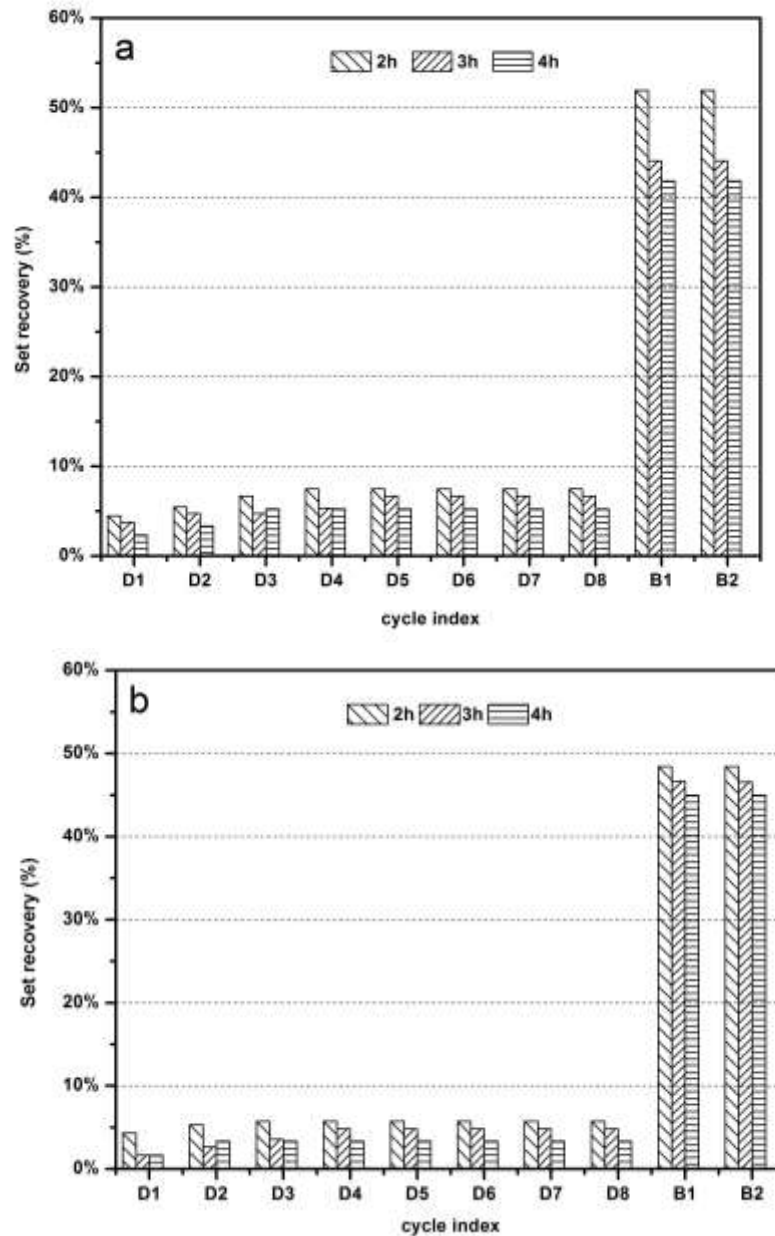 a
2h 3h 4h
60%
50%
40%
30%
20%
10%
0%
Set recovery (%)
D1 D2 D3 D4 D5 D6 D7 D8 B1 B2
cycle index
b
2h 3h 4h
60%
50%
40%
30%
20%
10%
0%
Set recovery (%)
D1 D2 D3 D4 D5 D6 D7 D8 B1 B2
cycle index